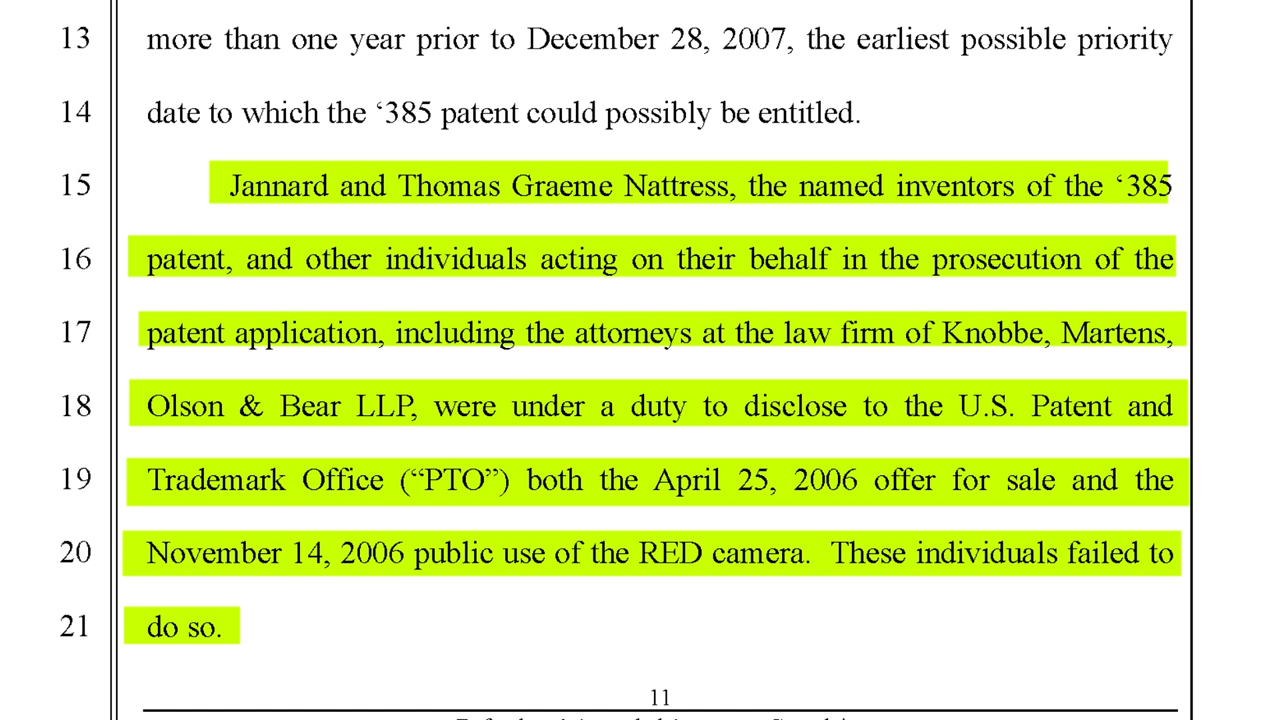 13 more than one year prior to December 28, 2007, the earliest possible priority
14 date to which the ‘385 patent could possibly be entitled.
15 Jannard and Thomas Graeme Nattress, the named inventors of the ‘385
16 patent, and other individuals acting on their behalf in the prosecution of the
17 patent application, including the attorneys at the law firm of Knobbe, Martens,
18 Olson & Bear LLP, were under a duty to disclose to the U.S. Patent and
19 Trademark Office (“PTO”) both the April 25, 2006 offer for sale and the
20 November 14, 2006 public use of the RED camera. These individuals failed to
21 do so.
11